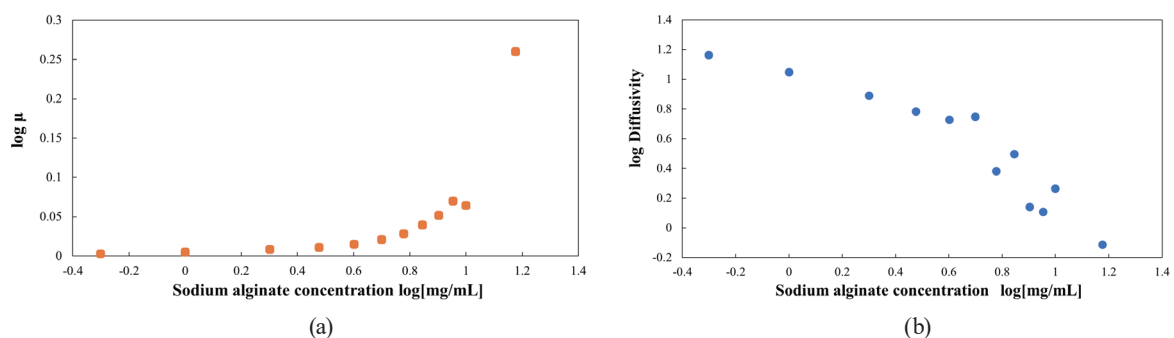 0.3
0.25
0.2
0.15
0.1
0.05
0
log μ
-0.4 -0.2 0 0.2 0.4 0.6 0.8 1 1.2 1.4
Sodium alginate concentration log[mg/mL]
(a)
1.4
1.2
1
0.8
0.6
0.4
0.2
0
-0.2
log Diffusivity
-0.4 -0.2 0 0.2 0.4 0.6 0.8 1 1.2 1.4
Sodium alginate concentration log[mg/mL]
(b)